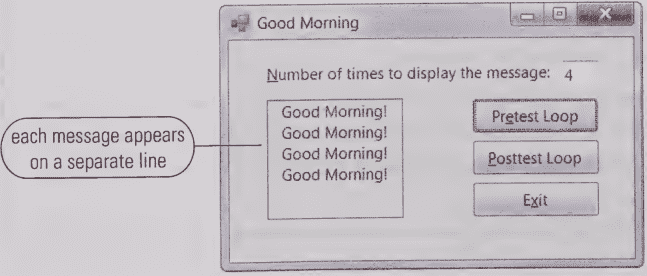 Good Morning
Number of times to display the message: 4
each message appears
on a separate line
Good Morning!
Good Morning!
Good Morning!
Good Morning!
Pretest Loop
Posttest Loop
Exit